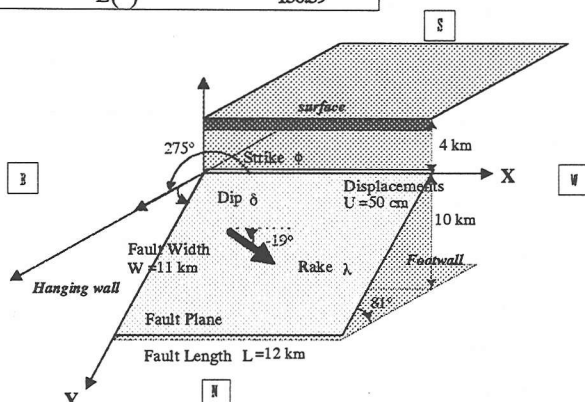 S
surface
275°
4 km
Strike ϕ
X
B
Displacements
U =50 cm
W
Dip δ
10 km
-19°
Fault Width
W =11 km
Rake λ
Footwall
Hanging wall
81°
Fault Plane
Fault Length L=12 km
N
Y